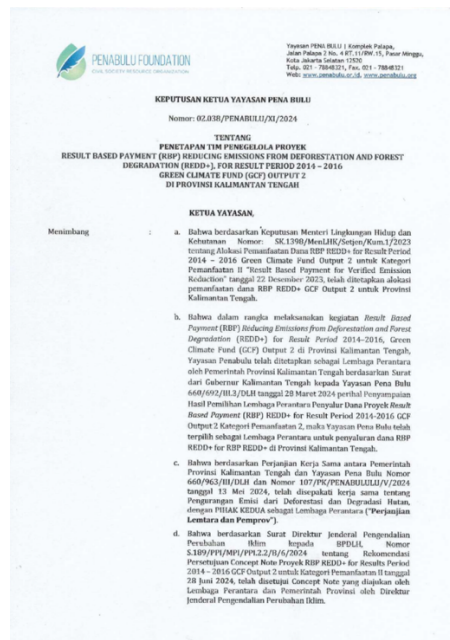 PENABULU FOUNDATION
CIVIL SOCIETY RESOURCE ORGANIZATION
Yayasan PENA BULU | Komplek Palapa,
Jalan Palapa 2 No. 4 RT.11/RW.15, Pasar Minggu,
Kota Jakarta Selatan 12520
Telp. 021 - 78848321, Fax. 021 - 78848321
Web: www.penabulu.or.id, www.penabulu.org
KEPUTUSAN KETUA YAYASAN PENA BULU
Nomor: 02.038/PENABULU/XI/2024
TENTANG
PENETAPAN TIM PENEGELOLA PROYEK
RESULT BASED PAYMENT (RBP) REDUCING EMISSIONS FROM DEFORESTATION AND FOREST
DEGRADATION (REDD+), FOR RESULT PERIOD 2014 – 2016
GREEN CLIMATE FUND (GCF) OUTPUT 2
DI PROVINSI KALIMANTAN TENGAH
KETUA YAYASAN,
Menimbang : a. Bahwa berdasarkan Keputusan Menteri Lingkungan Hidup dan
Kehutanan Nomor: SK.1398/MenLHK/Setjen/Kum.1/2023
tentang Alokasi Pemanfaatan Dana RBP REDD+ for Result Period
2014 – 2016 Green Climate Fund Output 2 untuk Kategori
Pemanfaatan II "Result Based Payment for Verified Emission
Reduction" tanggal 22 Desember 2023, telah ditetapkan alokasi
pemanfaatan dana RBP REDD+ GCF Output 2 untuk Provinsi
Kalimantan Tengah.
b. Bahwa dalam rangka melaksanakan kegiatan Result Based
Payment (RBP) Reducing Emissions from Deforestation and Forest
Degradation (REDD+) for Result Period 2014-2016, Green
Climate Fund (GCF) Output 2 di Provinsi Kalimantan Tengah,
Yayasan Penabulu telah ditetapkan sebagai Lembaga Perantara
oleh Pemerintah Provinsi Kalimantan Tengah berdasarkan Surat
dari Gubernur Kalimantan Tengah kepada Yayasan Pena Bulu
660/692/III.3/DLH tanggal 28 Maret 2024 perihal Penyampaian
Hasil Pemilihan Lembaga Perantara Penyalur Dana Proyek Result
Based Payment (RBP) REDD+ for Result Period 2014-2016 GCF
Output 2 Kategori Pemanfaatan 2, maka Yayasan Pena Bulu telah
terpilih sebagai Lembaga Perantara untuk penyaluran dana RBP
REDD+ for RBP REDD+ di Provinsi Kalimantan Tengah.
c. Bahwa berdasarkan Perjanjian Kerja Sama antara Pemerintah
Provinsi Kalimantan Tengah dan Yayasan Pena Bulu Nomor
660/963/III/DLH dan Nomor 107/PK/PENABULULU/V/2024
tanggal 13 Mei 2024, telah disepakati kerja sama tentang
Pengurangan Emisi dari Deforestasi dan Degradasi Hutan,
dengan PIHAK KEDUA sebagai Lembaga Perantara ("Perjanjian
Lemtara dan Pemprov").
d. Bahwa berdasarkan Surat Direktur Jenderal Pengendalian
Perubahan Iklim kepada BPDLH, Nomor
S.189/PPI/MPI/PPI.2.2/B/6/2024 tentang Rekomendasi
Persetujuan Concept Note Proyek RBP REDD+ for Results Period
2014 – 2016 GCF Output 2 untuk Kategori Pemanfaatan II tanggal
28 Juni 2024, telah disetujui Concept Note yang diajukan oleh
Lembaga Perantara dan Pemerintah Provinsi oleh Direktur
Jenderal Pengendalian Perubahan Iklim.